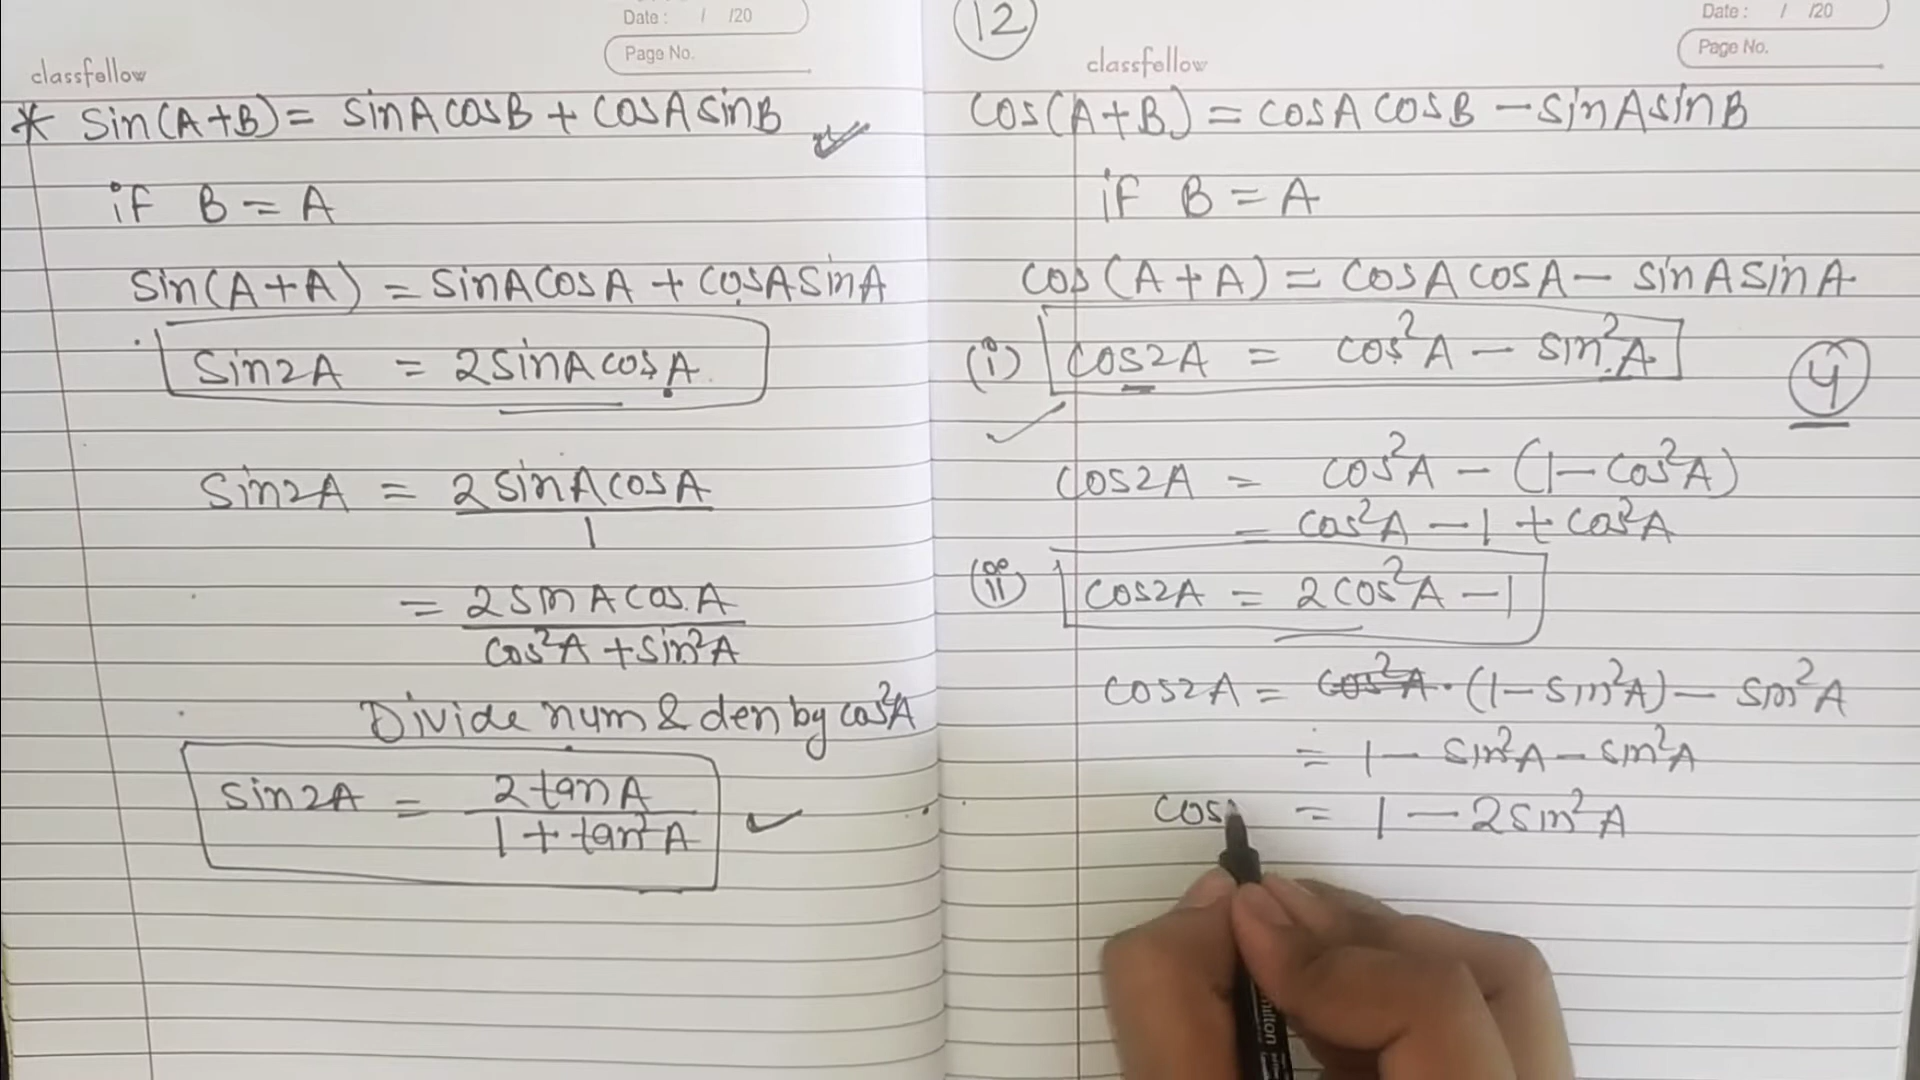 Date : / /20
Page No.
classfellow
* Sin(A+B) = sinA cosB + cosA sinB
if B = A
Sin(A+A) = sinA cosA + cosA sinA
Sin2A = 2sinA cosA
Sin2A = 2sinA cosA / 1
= 2sinA cosA / cos²A + sin²A
Divide num & den by cos²A
Sin2A = 2tanA / 1 + tan²A
12
Date : / /20
Page No.
classfellow
cos(A+B) = cosA cosB - sinA sinB
if B = A
cos(A+A) = cosA cosA - sinA sinA
(i) cos2A = cos²A - sin²A
4
cos2A = cos²A - (1 - cos²A)
= cos²A - 1 + cos²A
(ii) cos2A = 2cos²A - 1
cos2A = cos²A. (1 - sin²A) - sin²A
= 1 - sin²A - sin²A
cos = 1 - 2sin²A